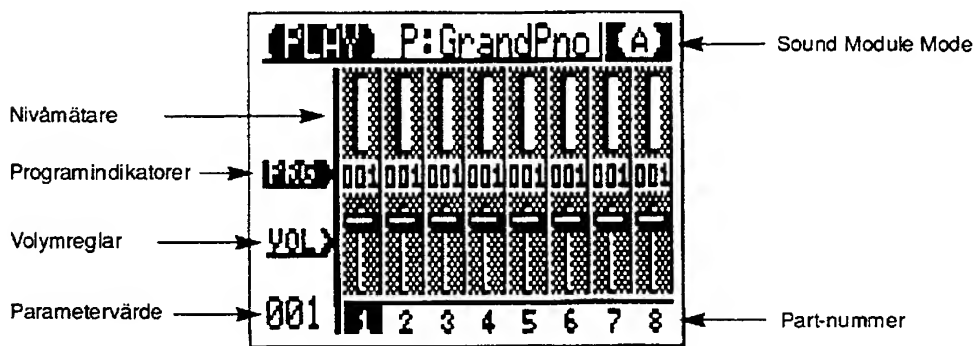 (PLAY) P:GrandPno (A)
Sound Module Mode
Nivåmätare
Programindikatorer
PRG 001 001 001 001 001 001 001 001
Volymreglar
VOL
Parametervärde
001 1 2 3 4 5 6 7 8
Part-nummer